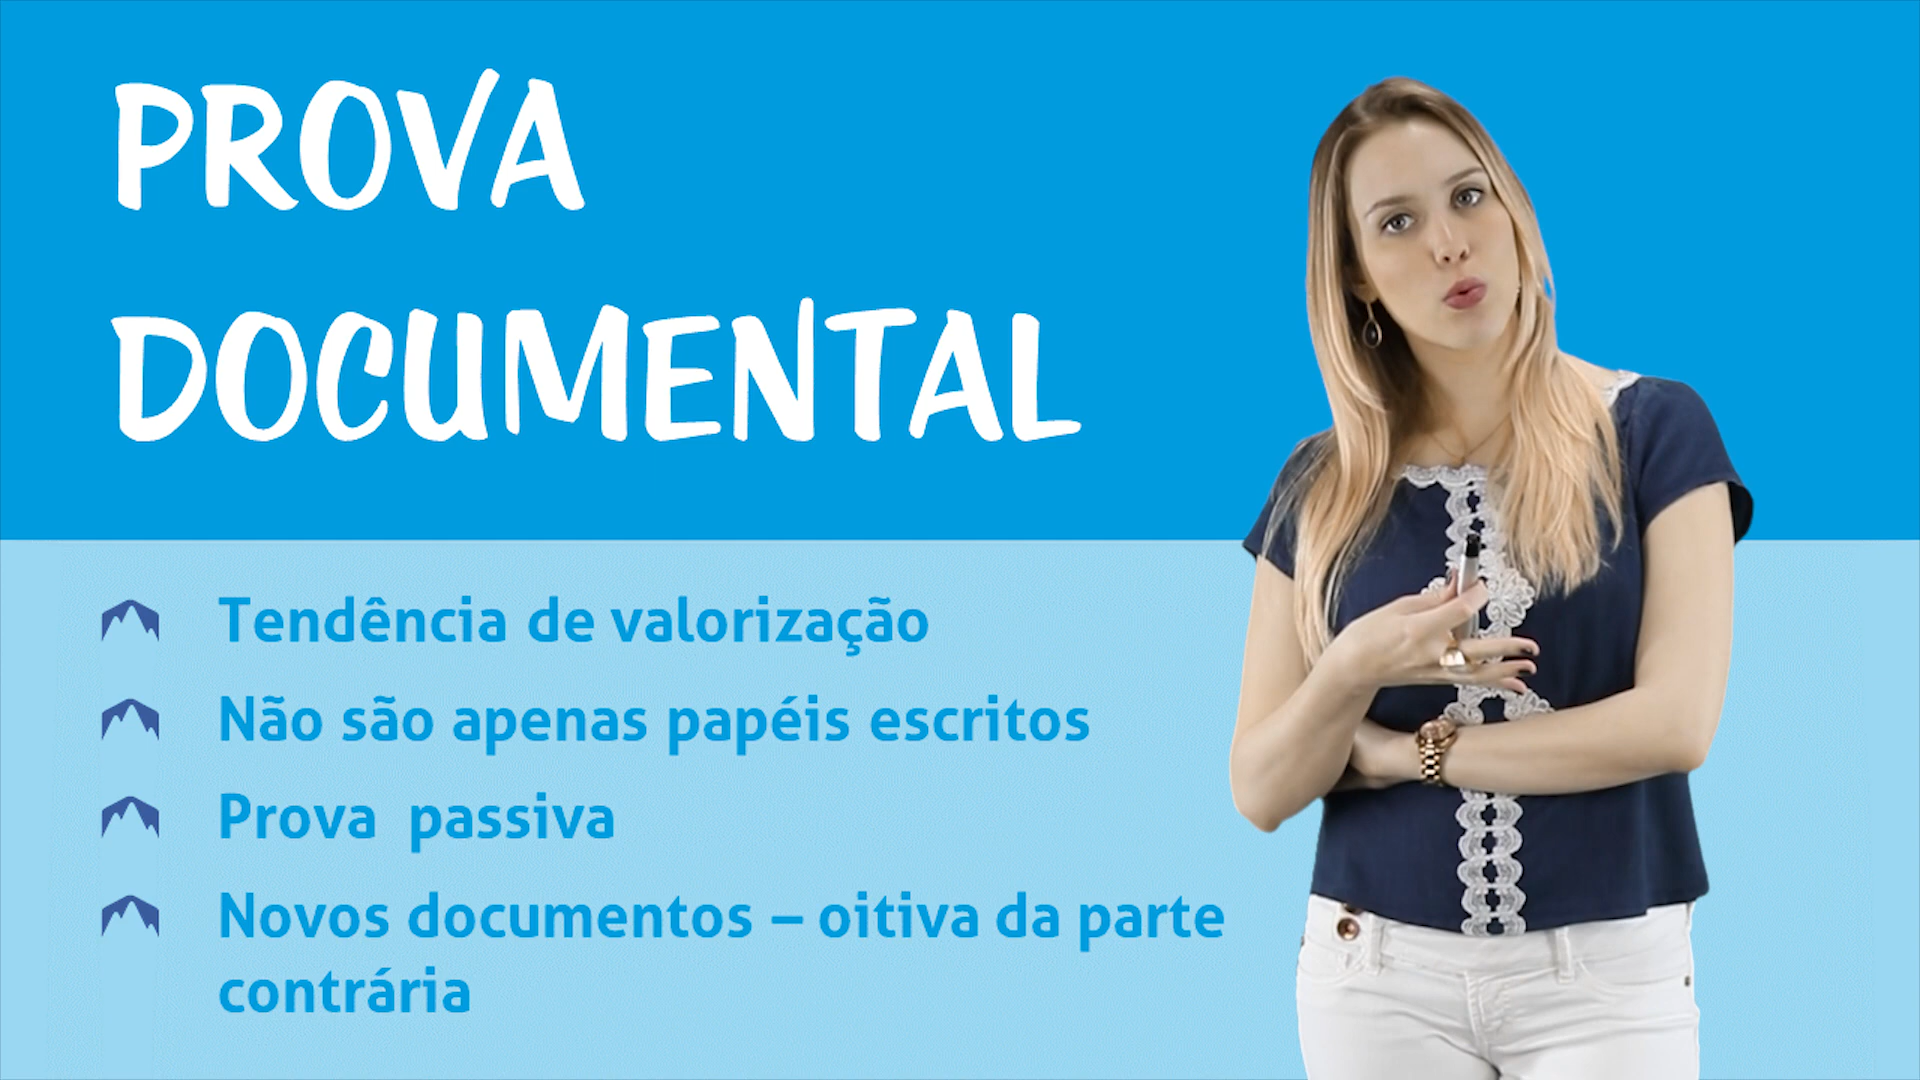 PROVA
DOCUMENTAL
Tendência de valorização
Não são apenas papéis escritos
Prova passiva
Novos documentos – oitiva da parte
contrária